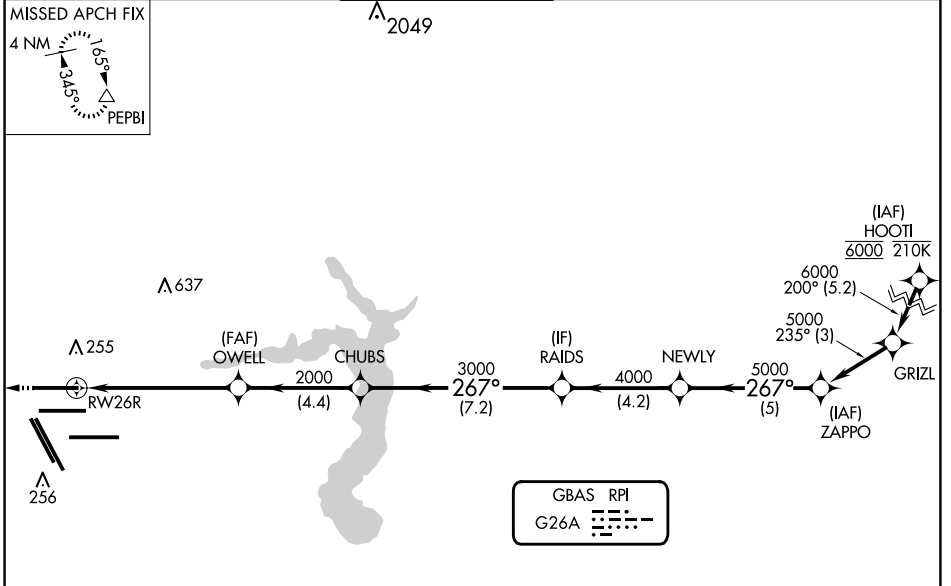 MISSED APCH FIX
4 NM
165°
345°
PEPBI
2049
(IAF)
HOOTI
6000 210K
6000
200° (5.2)
5000
235° (3)
GRIZL
637
255
(FAF)
OWELL
CHUBS
(IF)
RAIDS
NEWLY
2000
(4.4)
3000
267°
(7.2)
4000
(4.2)
5000
267°
(5)
RW26R
(IAF)
ZAPPO
256
GBAS RPI
G26A